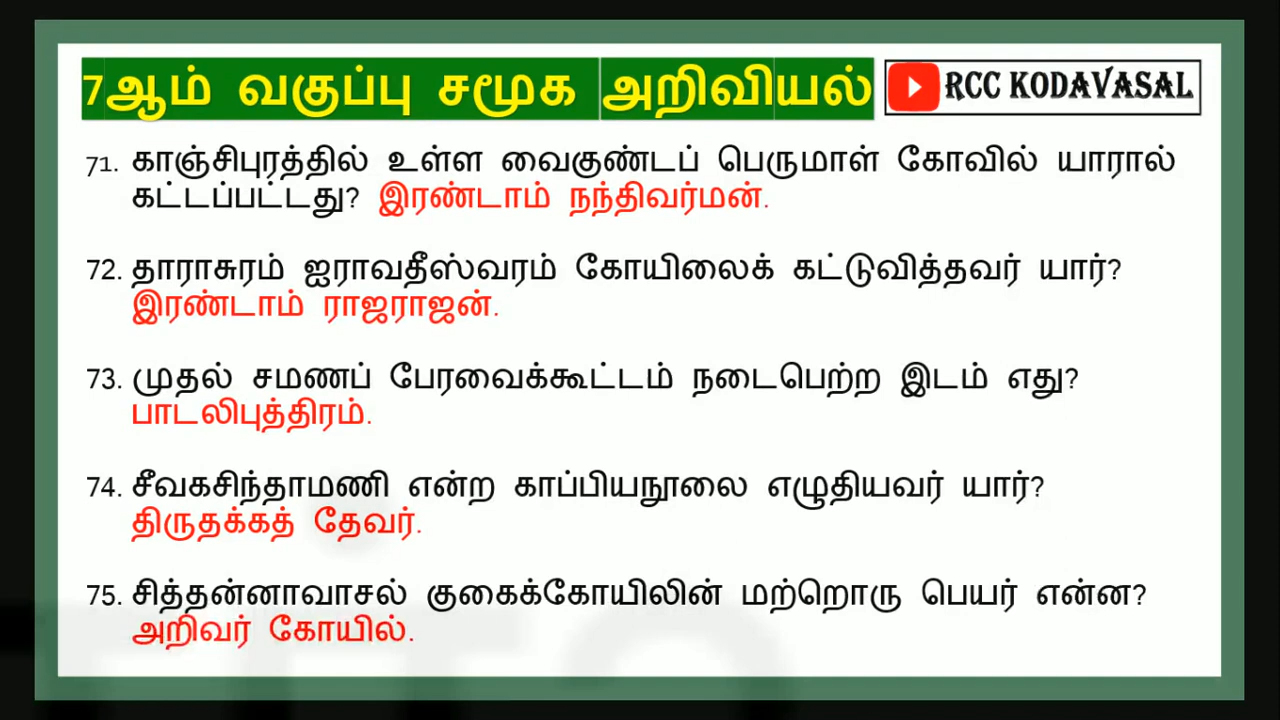 7ஆம் வகுப்பு சமூக அறிவியல் RCC KODAVASAL
71. காஞ்சிபுரத்தில் உள்ள வைகுண்டப் பெருமாள் கோவில் யாரால்
கட்டப்பட்டது? இரண்டாம் நந்திவர்மன்.
72. தாராசுரம் ஐராவதீஸ்வரம் கோயிலைக் கட்டுவித்தவர் யார்?
இரண்டாம் ராஜராஜன்.
73. முதல் சமணப் பேரவைக்கூட்டம் நடைபெற்ற இடம் எது?
பாடலிபுத்திரம்.
74. சீவகசிந்தாமணி என்ற காப்பியநூலை எழுதியவர் யார்?
திருதக்கத் தேவர்.
75. சித்தன்னாவாசல் குகைக்கோயிலின் மற்றொரு பெயர் என்ன?
அறிவர் கோயில்.